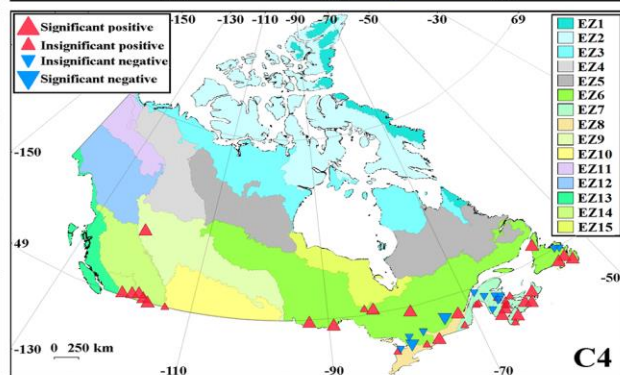 -150 -130 -110 -90 -70 -50 -30 69
Significant positive
Insignificant positive
Insignificant negative
Significant negative
EZ1
EZ2
EZ3
EZ4
EZ5
EZ6
EZ7
EZ8
EZ9
EZ10
EZ11
EZ12
EZ13
EZ14
EZ15
-150
49
-50
-130
0 250 km
-110
-90
-70
C4